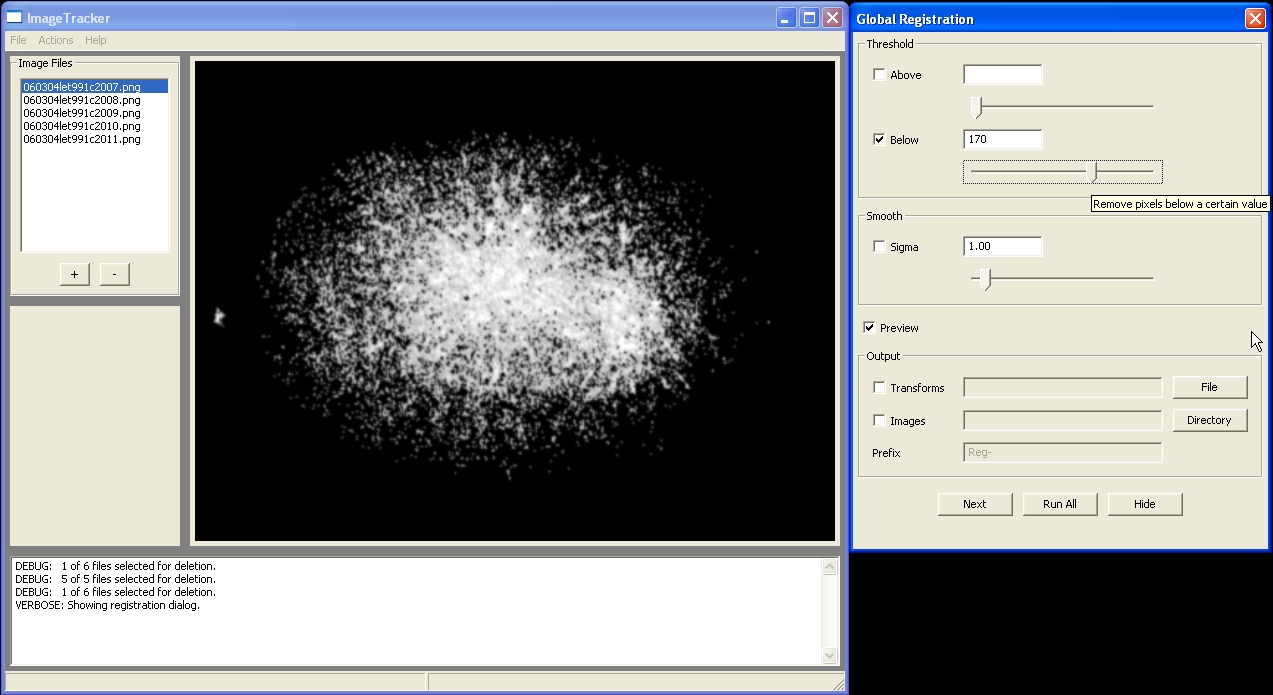 ImageTracker
File Actions Help
Image Files
060304let991c2007.png
060304let991c2008.png
060304let991c2009.png
060304let991c2010.png
060304let991c2011.png
+ -
DEBUG: 1 of 6 files selected for deletion.
DEBUG: 5 of 5 files selected for deletion.
DEBUG: 1 of 6 files selected for deletion.
VERBOSE: Showing registration dialog.
Global Registration
Threshold
Above
Below 170
Remove pixels below a certain value
Smooth
Sigma 1.00
Preview
Output
Transforms File
Images Directory
Prefix Reg-
Next Run All Hide